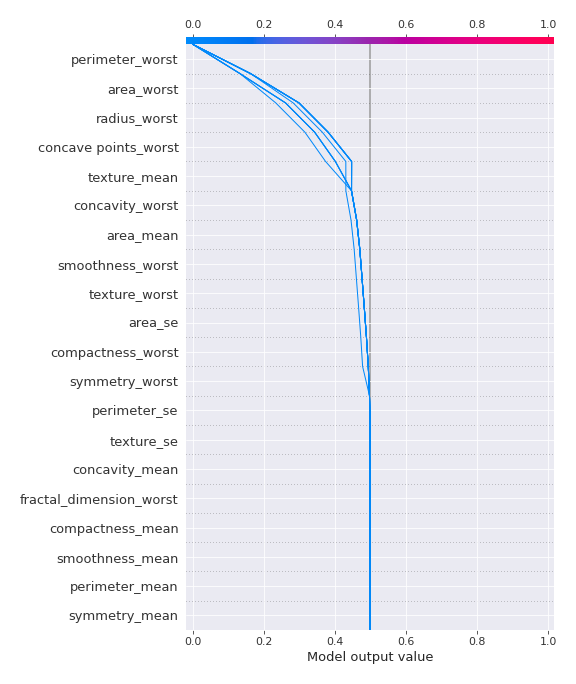 0.0 0.2 0.4 0.6 0.8 1.0
perimeter_worst
area_worst
radius_worst
concave points_worst
texture_mean
concavity_worst
area_mean
smoothness_worst
texture_worst
area_se
compactness_worst
symmetry_worst
perimeter_se
texture_se
concavity_mean
fractal_dimension_worst
compactness_mean
smoothness_mean
perimeter_mean
symmetry_mean
0.0 0.2 0.4 0.6 0.8 1.0
Model output value